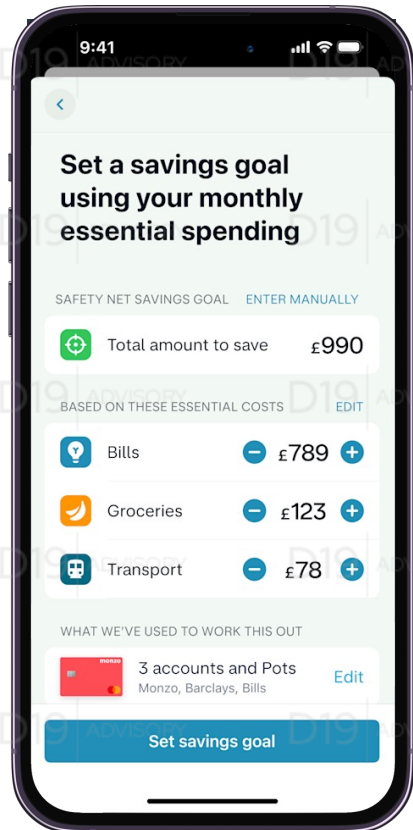 9:41
Set a savings goal
using your monthly
essential spending
SAFETY NET SAVINGS GOAL ENTER MANUALLY
Total amount to save £990
BASED ON THESE ESSENTIAL COSTS EDIT
Bills £789
Groceries £123
Transport £78
WHAT WE'VE USED TO WORK THIS OUT
monzo
3 accounts and Pots Edit
Monzo, Barclays, Bills
Set savings goal
D19 ADVISORY